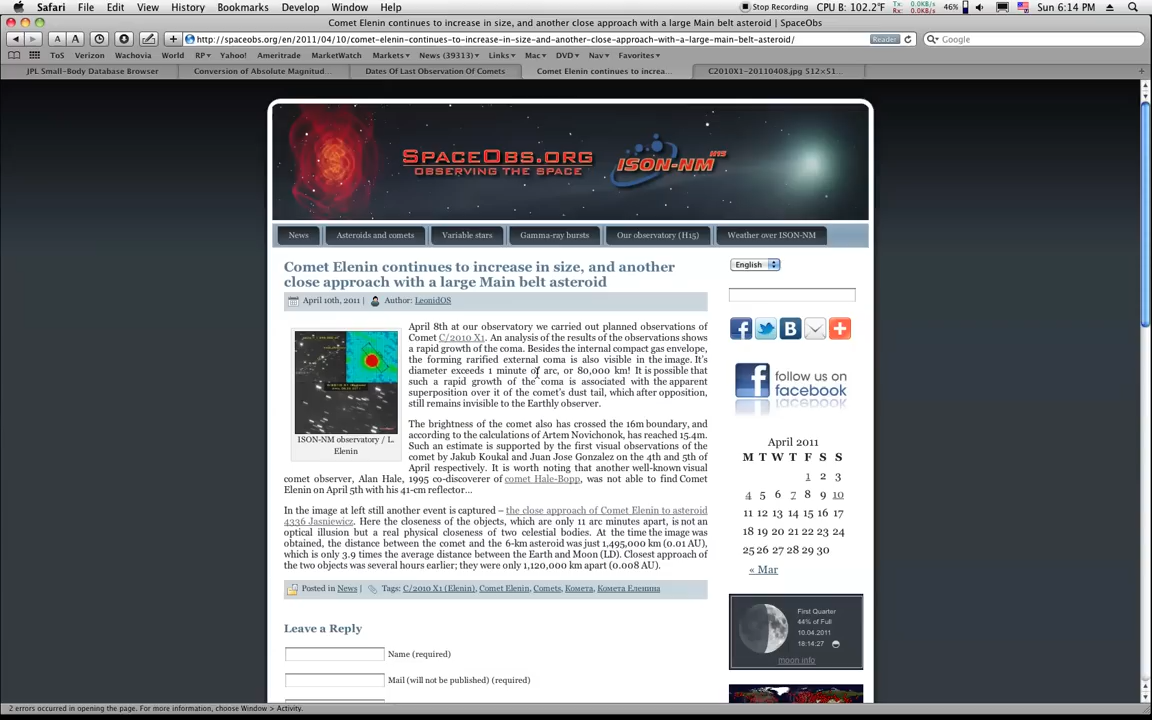 Safari File Edit View History Bookmarks Develop Window Help Stop Recording Tx: 0.0KB/s Rx: 0.0KB/s CPU B: 102.2°F 46% Sun 6:14 PM
Comet Elenin continues to increase in size, and another close approach with a large Main belt asteroid | SpaceObs
A A http://spaceobs.org/en/2011/04/10/comet-elenin-continues-to-increase-in-size-and-another-close-approach-with-a-large-main-belt-asteroid/ Reader Google
ToS Weather Wachovia World RP Yahoo! Ameritrade MarketWatch Markets News (39313) Links Mac DVD Nav Favorites
JPL Small-Body Database Browser Conversion of Absolute Magnitud... Dates Of Last Observation Of Comets Comet Elenin continues to increa... C2010X1-20110408.jpg 512×51...
SpaceObs.org
Observing the space
ISON-NM H15
News Asteroids and comets Variable stars Gamma-ray bursts Our observatory (H15) Weather over ISON-NM
Comet Elenin continues to increase in size, and another
close approach with a large Main belt asteroid
April 10th, 2011 | Author: LeonidOS
April 8th at our observatory we carried out planned observations of
Comet C/2010 X1. An analysis of the results of the observations shows
a rapid growth of the coma. Besides the internal compact gas envelope,
the forming rarified external coma is also visible in the image. It's
diameter exceeds 1 minute of arc, or 80,000 km! It is possible that
such a rapid growth of the coma is associated with the apparent
superposition over it of the comet's dust tail, which after opposition,
still remains invisible to the Earthly observer.
ISON-NM observatory / L.
Elenin
The brightness of the comet also has crossed the 16m boundary, and
according to the calculations of Artem Novichonok, has reached 15.4m.
Such an estimate is supported by the first visual observations of the
comet by Jakub Koukal and Juan Jose Gonzalez on the 4th and 5th of
April respectively. It is worth noting that another well-known visual
comet observer, Alan Hale, 1995 co-discoverer of comet Hale-Bopp, was not able to find Comet
Elenin on April 5th with his 41-cm reflector…
In the image at left still another event is captured – the close approach of Comet Elenin to asteroid
4336 Jasniewicz. Here the closeness of the objects, which are only 11 arc minutes apart, is not an
optical illusion but a real physical closeness of two celestial bodies. At the time the image was
obtained, the distance between the comet and the 6-km asteroid was just 1,495,000 km (0.01 AU),
which is only 3.9 times the average distance between the Earth and Moon (LD). Closest approach of
the two objects was several hours earlier; they were only 1,120,000 km apart (0.008 AU).
Posted in News | Tags: C/2010 X1 (Elenin), Comet Elenin, Comets, Комета, Комета Еленина
Leave a Reply
Name (required)
Mail (will not be published) (required)
English
follow us on
facebook
April 2011
M T W T F S S
1 2 3
4 5 6 7 8 9 10
11 12 13 14 15 16 17
18 19 20 21 22 23 24
25 26 27 28 29 30
« Mar
First Quarter
44% of Full
10.04.2011
18:14:27
moon info
2 errors occurred in opening the page. For more information, choose Window > Activity.